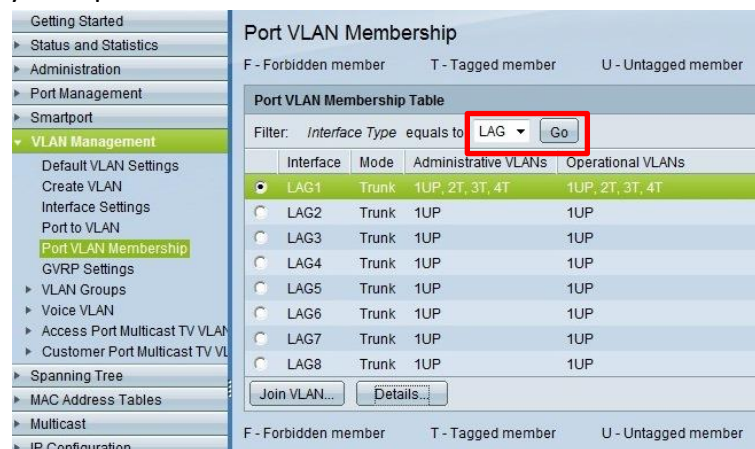 Getting Started
Status and Statistics
Administration
Port Management
Smartport
VLAN Management
Default VLAN Settings
Create VLAN
Interface Settings
Port to VLAN
Port VLAN Membership
GVRP Settings
VLAN Groups
Voice VLAN
Access Port Multicast TV VLAN
Customer Port Multicast TV VL
Spanning Tree
MAC Address Tables
Multicast
IP Configuration
Port VLAN Membership
F - Forbidden member T - Tagged member U - Untagged member
Port VLAN Membership Table
Filter: Interface Type equals to LAG Go
Interface Mode Administrative VLANs Operational VLANs
LAG1 Trunk 1UP, 2T, 3T, 4T 1UP, 2T, 3T, 4T
LAG2 Trunk 1UP 1UP
LAG3 Trunk 1UP 1UP
LAG4 Trunk 1UP 1UP
LAG5 Trunk 1UP 1UP
LAG6 Trunk 1UP 1UP
LAG7 Trunk 1UP 1UP
LAG8 Trunk 1UP 1UP
Join VLAN... Details...
F - Forbidden member T - Tagged member U - Untagged member